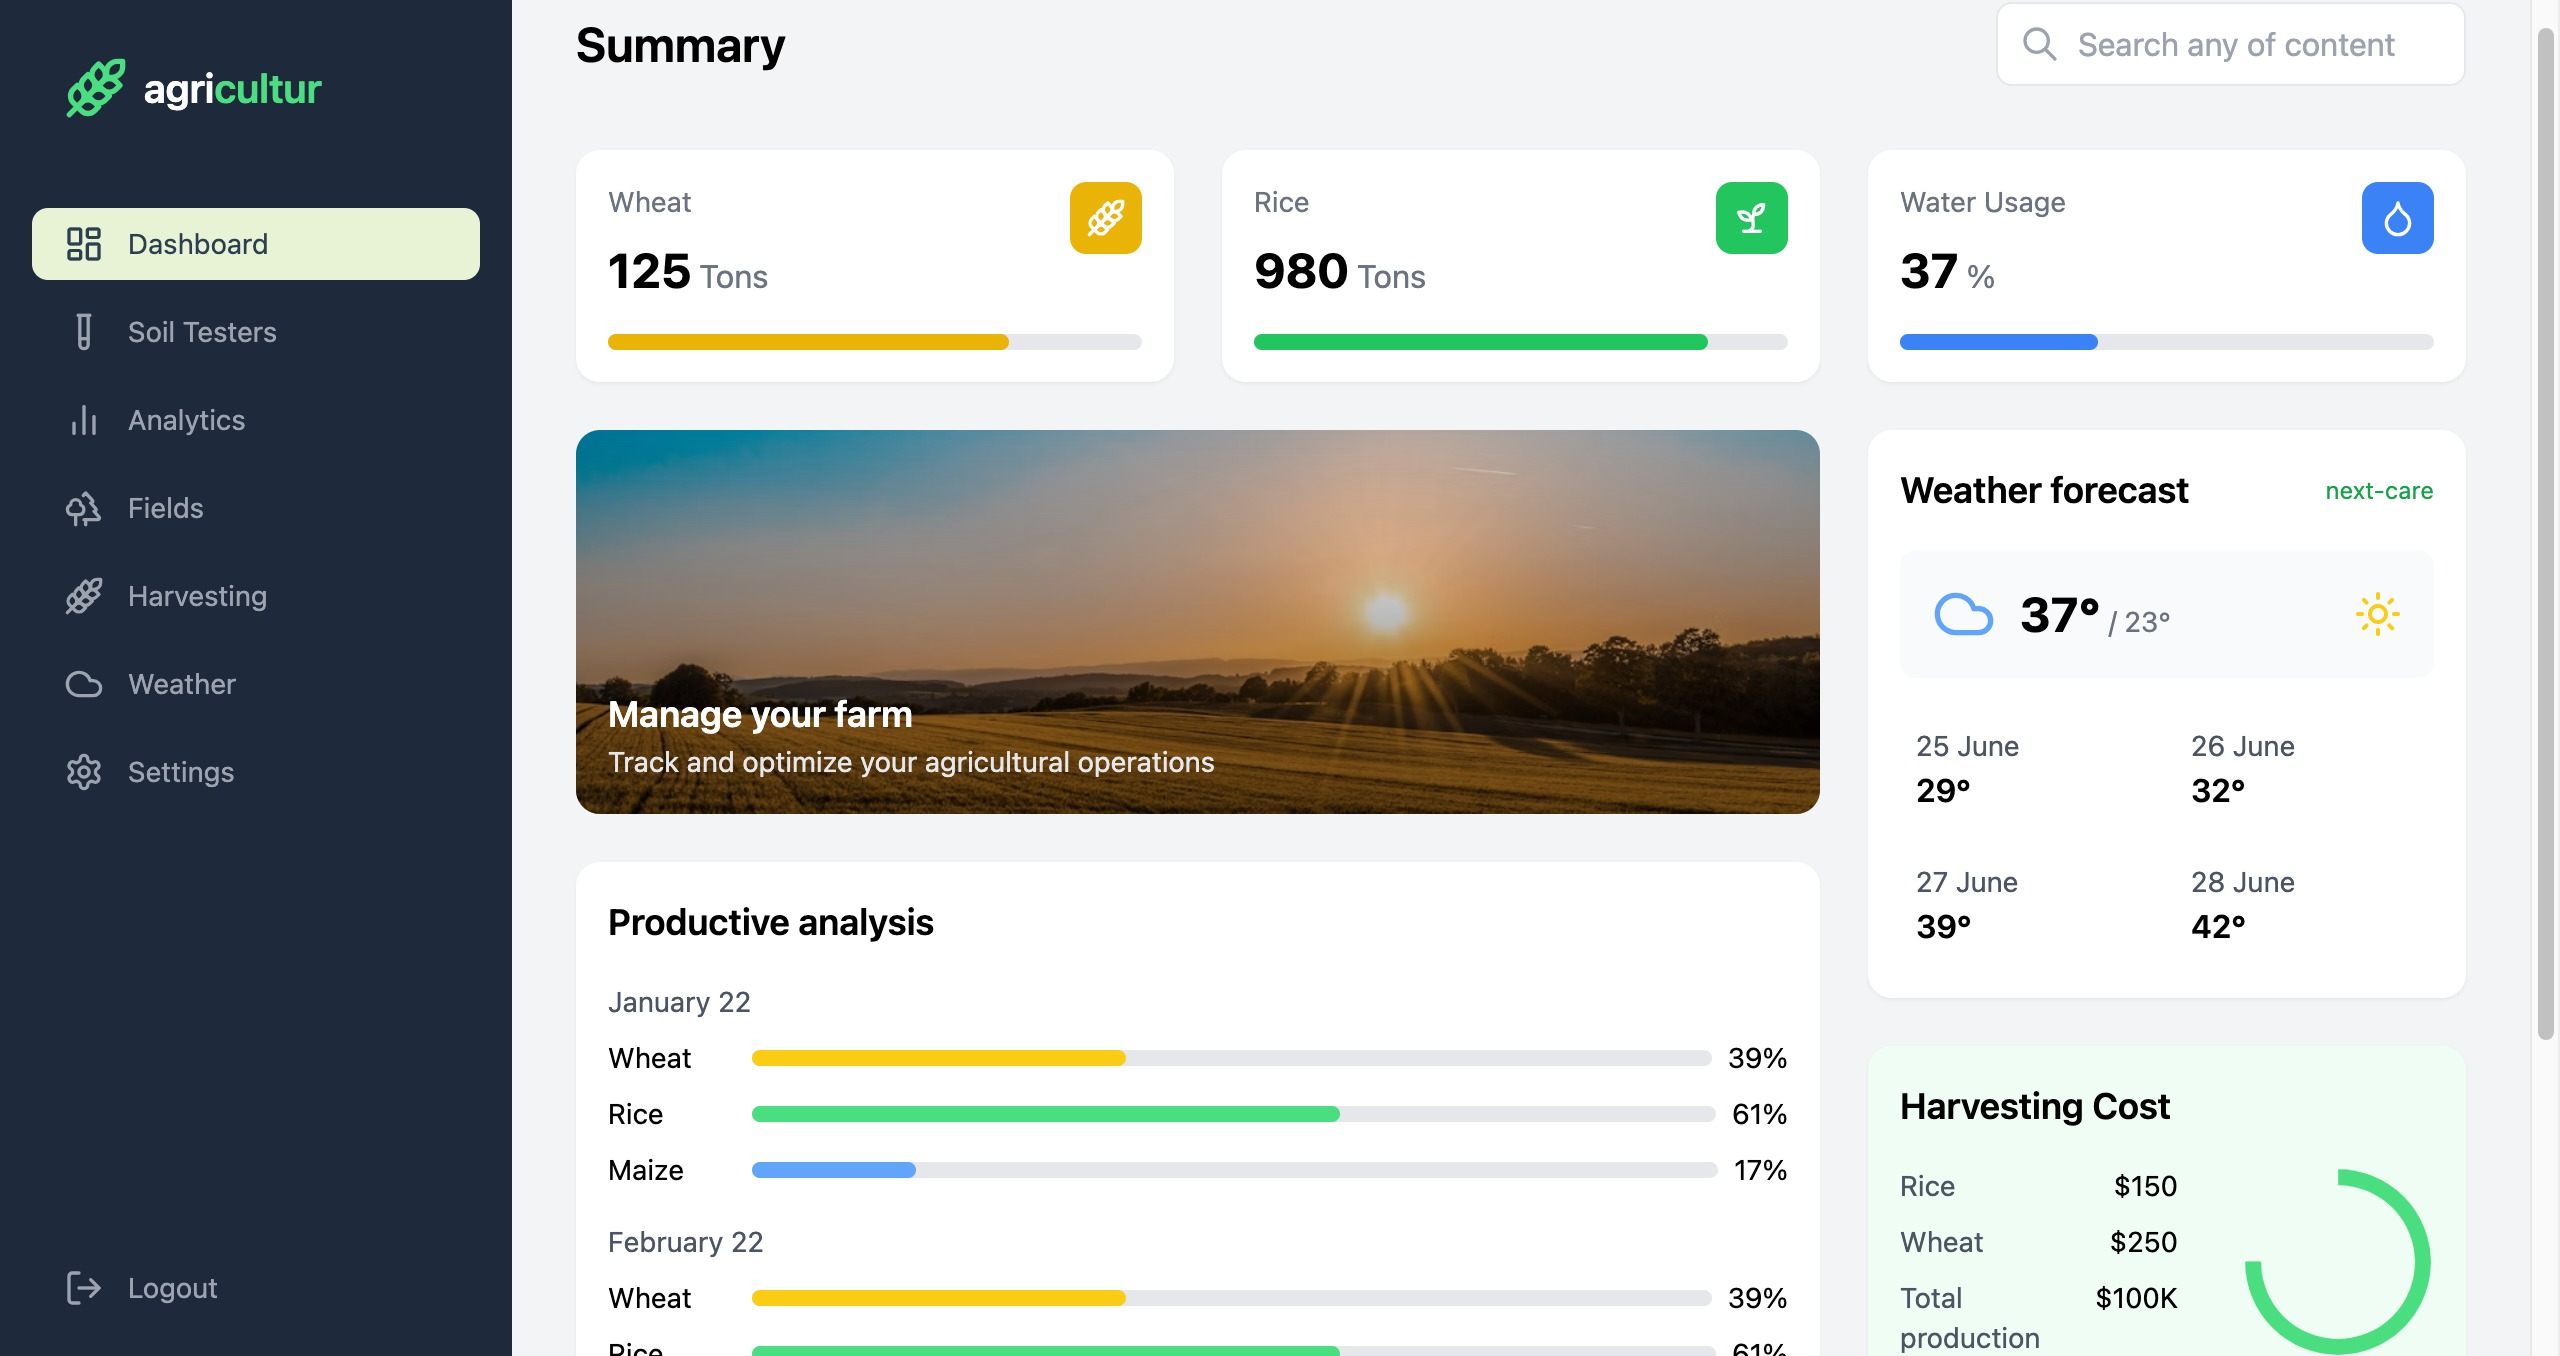 agricultur
Dashboard
Soil Testers
Analytics
Fields
Harvesting
Weather
Settings
Logout
Summary
Search any of content
Wheat
125 Tons
Rice
980 Tons
Water Usage
37 %
Manage your farm
Track and optimize your agricultural operations
Weather forecast
next-care
37° / 23°
25 June
29°
26 June
32°
27 June
39°
28 June
42°
Productive analysis
January 22
Wheat 39%
Rice 61%
Maize 17%
February 22
Wheat 39%
Rice 61%
Harvesting Cost
Rice $150
Wheat $250
Total $100K
production